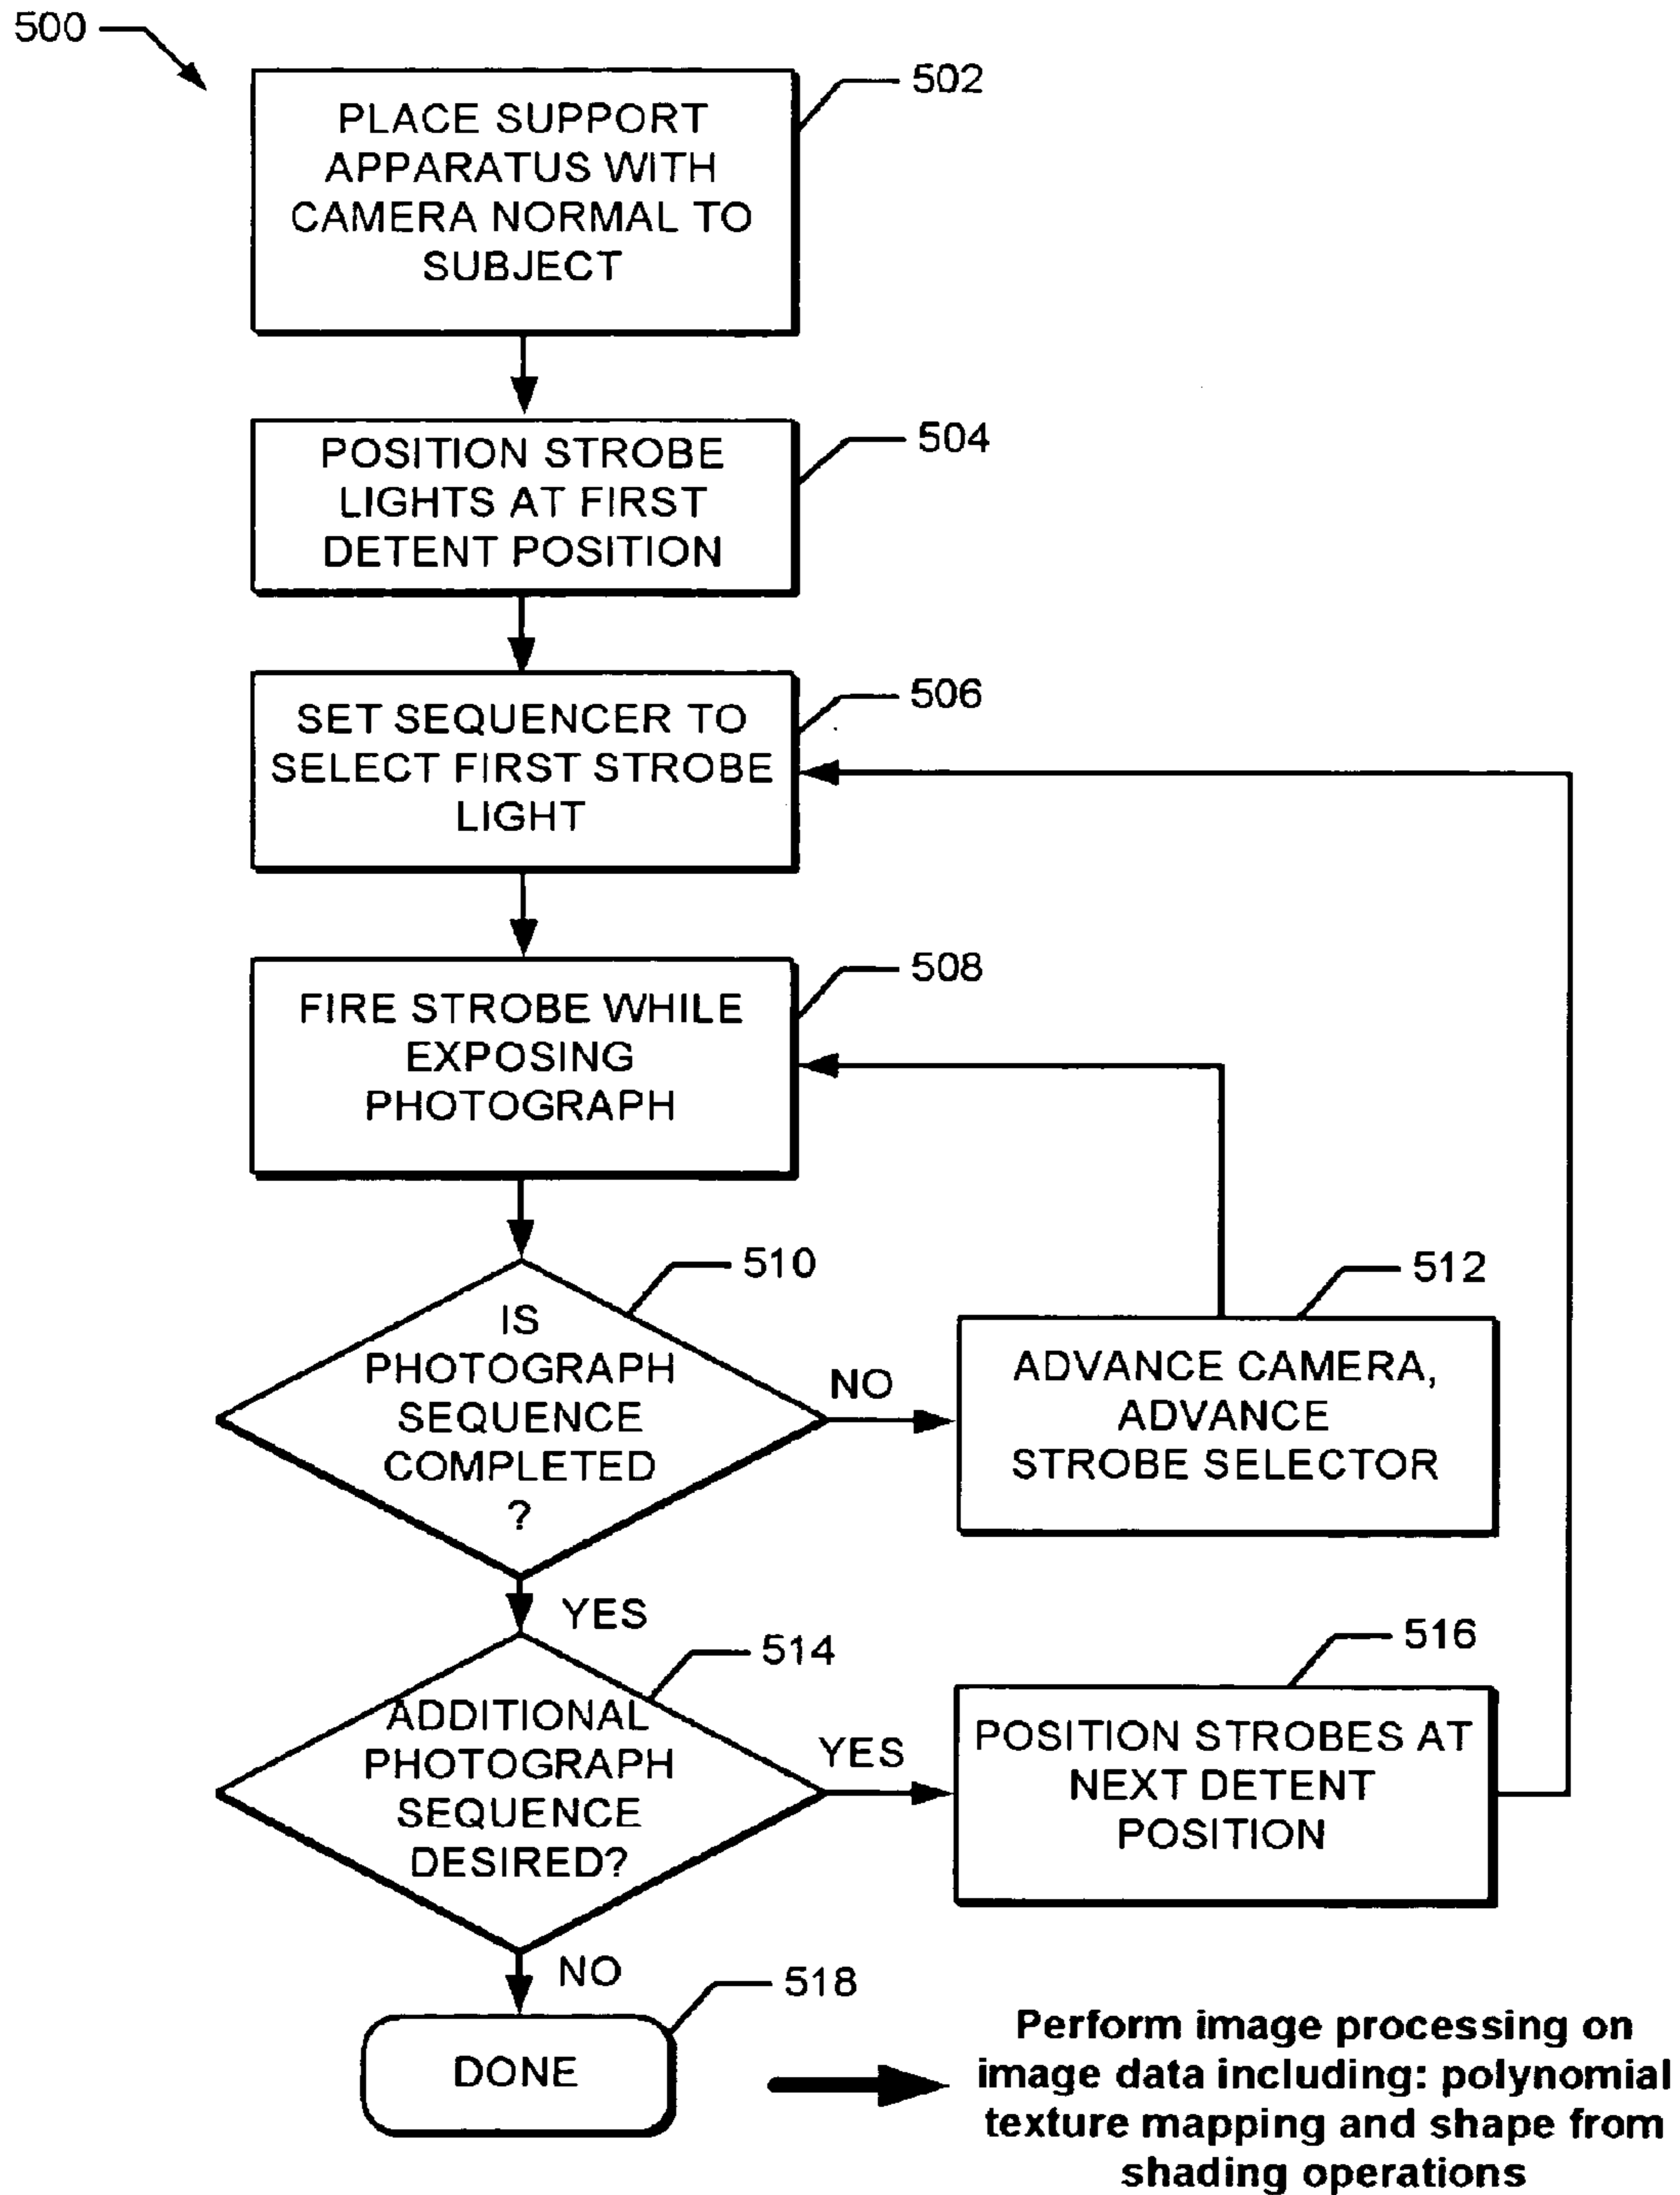 500
502
PLACE SUPPORT
APPARATUS WITH
CAMERA NORMAL TO
SUBJECT
504
POSITION STROBE
LIGHTS AT FIRST
DETENT POSITION
506
SET SEQUENCER TO
SELECT FIRST STROBE
LIGHT
508
FIRE STROBE WHILE
EXPOSING
PHOTOGRAPH
510
IS
PHOTOGRAPH
SEQUENCE
COMPLETED
?
NO
512
ADVANCE CAMERA,
ADVANCE
STROBE SELECTOR
YES
514
ADDITIONAL
PHOTOGRAPH
SEQUENCE
DESIRED?
YES
516
POSITION STROBES AT
NEXT DETENT
POSITION
NO
518
DONE
Perform image processing on
image data including: polynomial
texture mapping and shape from
shading operations